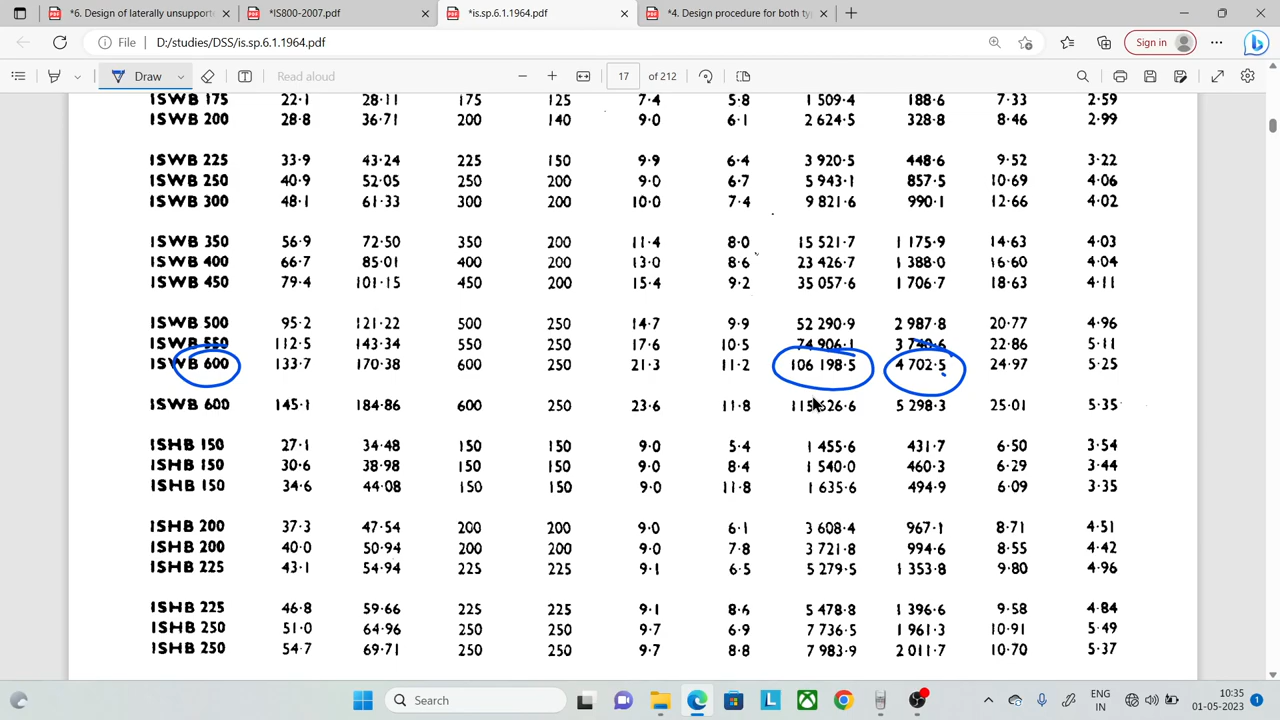 *6. Design of laterally unsupport *IS800-2007.pdf *is.sp.6.1.1964.pdf *4. Design procedure for both ty
File D:/studies/DSS/is.sp.6.1.1964.pdf Sign in
Draw Read aloud 17 of 212
ISWB 175 22·1 28·11 175 125 7·4 5·8 1 509·4 188·6 7·33 2·59
ISWB 200 28·8 36·71 200 140 9·0 6·1 2 624·5 328·8 8·46 2·99
ISWB 225 33·9 43·24 225 150 9·9 6·4 3 920·5 448·6 9·52 3·22
ISWB 250 40·9 52·05 250 200 9·0 6·7 5 943·1 857·5 10·69 4·06
ISWB 300 48·1 61·33 300 200 10·0 7·4 9 821·6 990·1 12·66 4·02
ISWB 350 56·9 72·50 350 200 11·4 8·0 15 521·7 1 175·9 14·63 4·03
ISWB 400 66·7 85·01 400 200 13·0 8·6 23 426·7 1 388·0 16·60 4·04
ISWB 450 79·4 101·15 450 200 15·4 9·2 35 057·6 1 706·7 18·63 4·11
ISWB 500 95·2 121·22 500 250 14·7 9·9 52 290·9 2 987·8 20·77 4·96
ISWB 550 112·5 143·34 550 250 17·6 10·5 74 906·1 3 740·6 22·86 5·11
ISWB 600 133·7 170·38 600 250 21·3 11·2 106 198·5 4 702·5 24·97 5·25
ISWB 600 145·1 184·86 600 250 23·6 11·8 115 626·6 5 298·3 25·01 5·35
ISHB 150 27·1 34·48 150 150 9·0 5·4 1 455·6 431·7 6·50 3·54
ISHB 150 30·6 38·98 150 150 9·0 8·4 1 540·0 460·3 6·29 3·44
ISHB 150 34·6 44·08 150 150 9·0 11·8 1 635·6 494·9 6·09 3·35
ISHB 200 37·3 47·54 200 200 9·0 6·1 3 608·4 967·1 8·71 4·51
ISHB 200 40·0 50·94 200 200 9·0 7·8 3 721·8 994·6 8·55 4·42
ISHB 225 43·1 54·94 225 225 9·1 6·5 5 279·5 1 353·8 9·80 4·96
ISHB 225 46·8 59·66 225 225 9·1 8·6 5 478·8 1 396·6 9·58 4·84
ISHB 250 51·0 64·96 250 250 9·7 6·9 7 736·5 1 961·3 10·91 5·49
ISHB 250 54·7 69·71 250 250 9·7 8·8 7 983·9 2 011·7 10·70 5·37
Search ENG 10:35
IN 01-05-2023